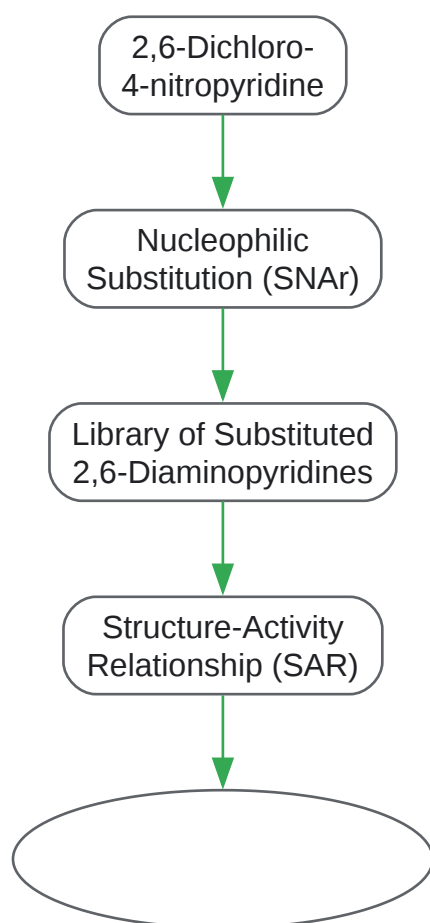 2,6-Dichloro-
4-nitropyridine
Nucleophilic
Substitution (SNAr)
Library of Substituted
2,6-Diaminopyridines
Structure-Activity
Relationship (SAR)